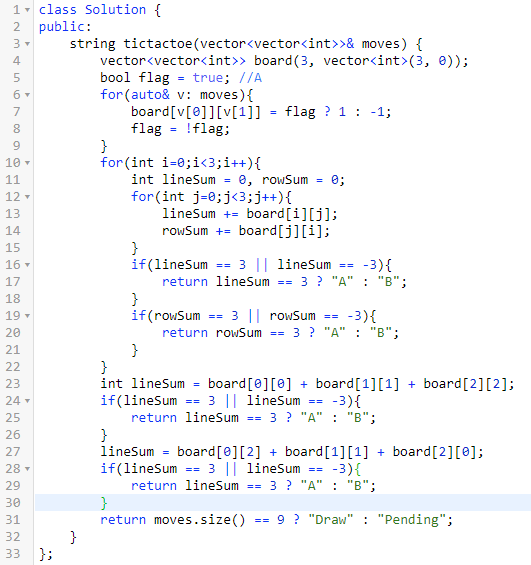 1 class Solution {
2 public:
3     string tictactoe(vector<vector<int>>& moves) {
4         vector<vector<int>> board(3, vector<int>(3, 0));
5         bool flag = true; //A
6         for(auto& v: moves){
7             board[v[0]][v[1]] = flag ? 1 : -1;
8             flag = !flag;
9         }
10         for(int i=0;i<3;i++){
11             int lineSum = 0, rowSum = 0;
12             for(int j=0;j<3;j++){
13                 lineSum += board[i][j];
14                 rowSum += board[j][i];
15             }
16             if(lineSum == 3 || lineSum == -3){
17                 return lineSum == 3 ? "A" : "B";
18             }
19             if(rowSum == 3 || rowSum == -3){
20                 return rowSum == 3 ? "A" : "B";
21             }
22         }
23         int lineSum = board[0][0] + board[1][1] + board[2][2];
24         if(lineSum == 3 || lineSum == -3){
25             return lineSum == 3 ? "A" : "B";
26         }
27         lineSum = board[0][2] + board[1][1] + board[2][0];
28         if(lineSum == 3 || lineSum == -3){
29             return lineSum == 3 ? "A" : "B";
30         }
31         return moves.size() == 9 ? "Draw" : "Pending";
32     }
33 };